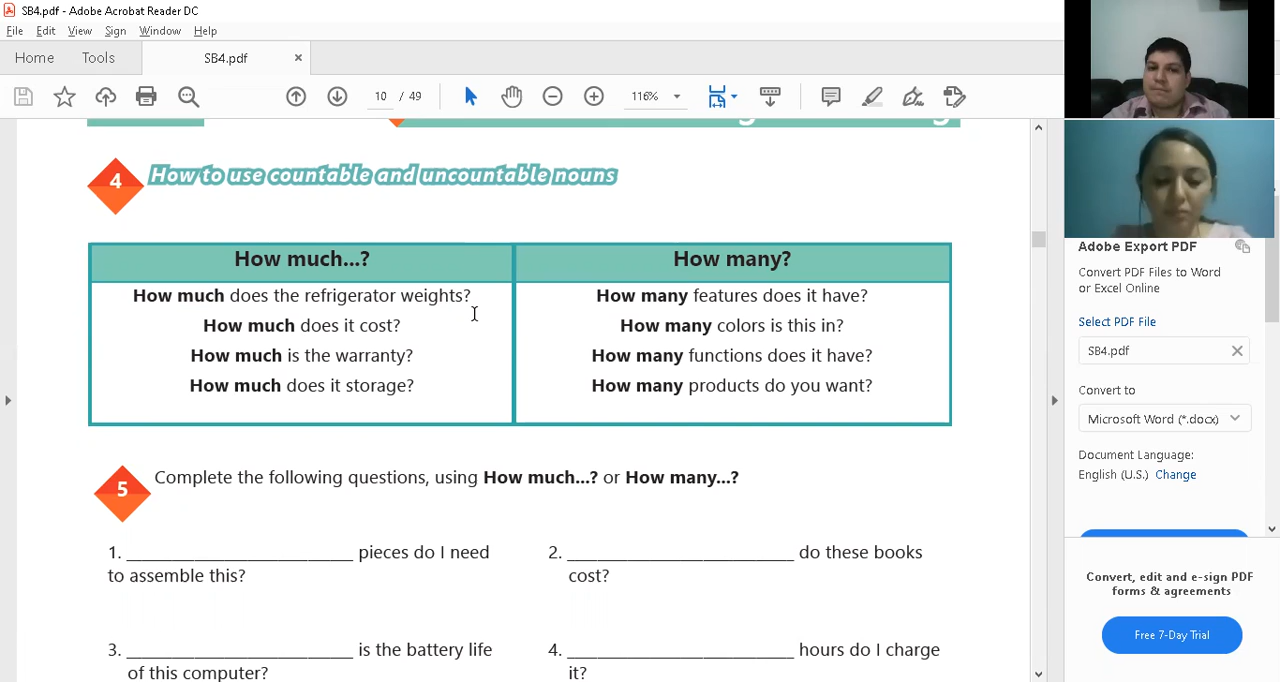 SB4.pdf - Adobe Acrobat Reader DC
File Edit View Sign Window Help
Home Tools SB4.pdf ×
10 / 49 116%
4 How to use countable and uncountable nouns
How much...? How many?
How much does the refrigerator weights? How many features does it have?
How much does it cost? How many colors is this in?
How much is the warranty? How many functions does it have?
How much does it storage? How many products do you want?
5 Complete the following questions, using How much...? or How many...?
1. _________________________ pieces do I need 2. _________________________ do these books
to assemble this? cost?
3. _________________________ is the battery life 4. _________________________ hours do I charge
of this computer? it?
Adobe Export PDF
Convert PDF Files to Word
or Excel Online
Select PDF File
SB4.pdf
Convert to
Microsoft Word (*.docx)
Document Language:
English (U.S.) Change
Convert, edit and e-sign PDF
forms & agreements
Free 7-Day Trial